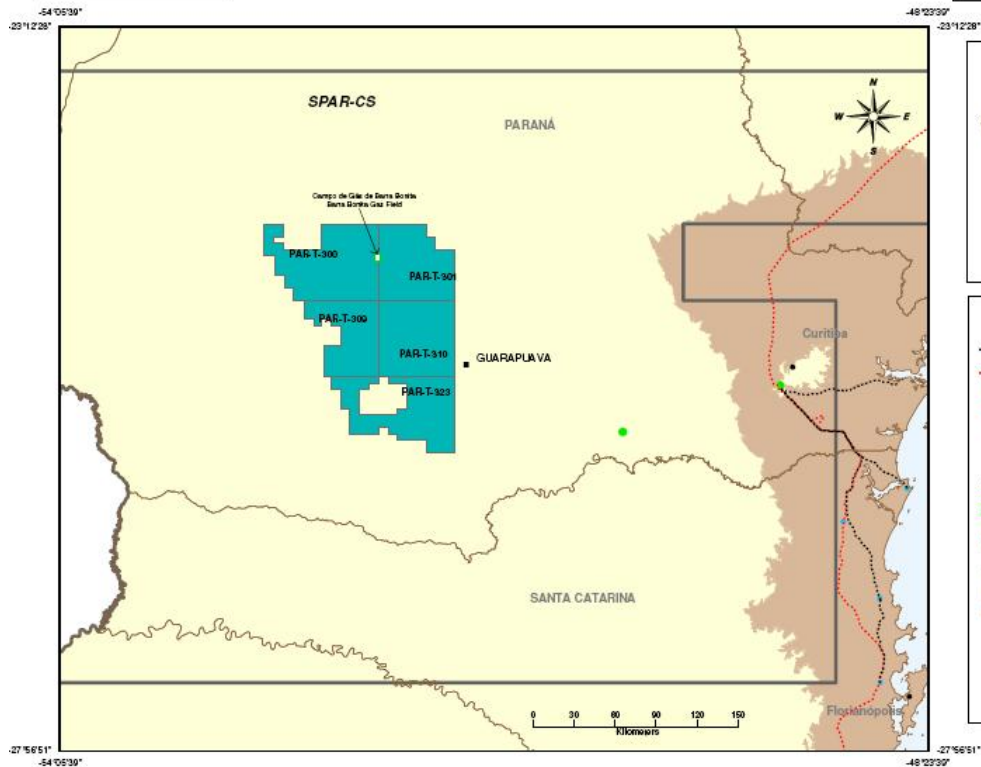 -54°05'39"
-48°23'39"
-23°12'28"
-23°12'28"
N
W
E
S
SPAR-CS
PARANÁ
Campo de Gás de Barra Bonita
Barra Bonita Gas Field
PAR-T-300
PAR-T-301
PAR-T-309
PAR-T-310
GUARAPUAVA
PAR-T-323
Curitiba
SANTA CATARINA
Florianópolis
0 30 60 90 120 150
Kilometers
-27°56'51"
-27°56'51"
-54°05'39"
-48°23'39"